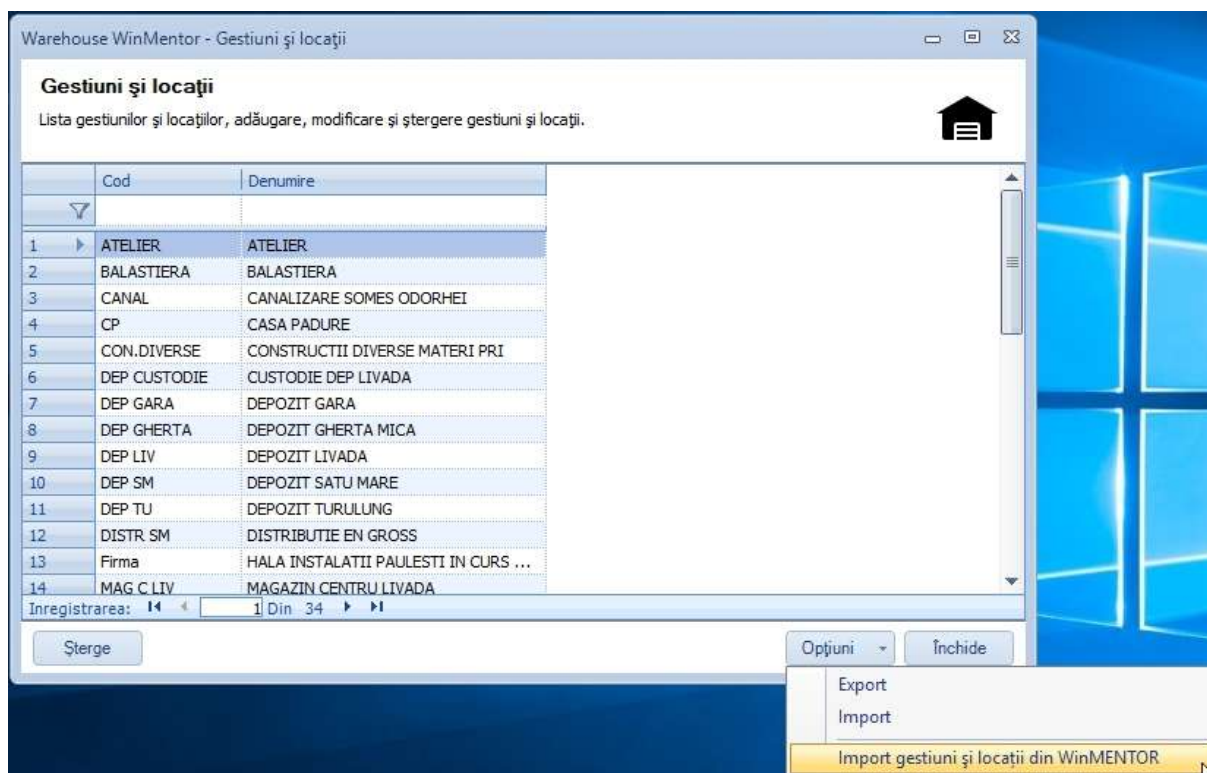 Warehouse WinMentor - Gestiuni şi locaţii
Gestiuni şi locaţii
Lista gestiunilor şi locaţiilor, adăugare, modificare şi ştergere gestiuni şi locaţii.
Cod Denumire
1 ATELIER ATELIER
2 BALASTIERA BALASTIERA
3 CANAL CANALIZARE SOMES ODORHEI
4 CP CASA PADURE
5 CON.DIVERSE CONSTRUCTII DIVERSE MATERI PRI
6 DEP CUSTODIE CUSTODIE DEP LIVADA
7 DEP GARA DEPOZIT GARA
8 DEP GHERTA DEPOZIT GHERTA MICA
9 DEP LIV DEPOZIT LIVADA
10 DEP SM DEPOZIT SATU MARE
11 DEP TU DEPOZIT TURULUNG
12 DISTR SM DISTRIBUTIE EN GROSS
13 Firma HALA INSTALATII PAULESTI IN CURS ...
14 MAG C LIV MAGAZIN CENTRU LIVADA
Inregistrarea: 1 Din 34
Şterge Opţiuni Închide
Export
Import
Import gestiuni şi locaţii din WinMENTOR